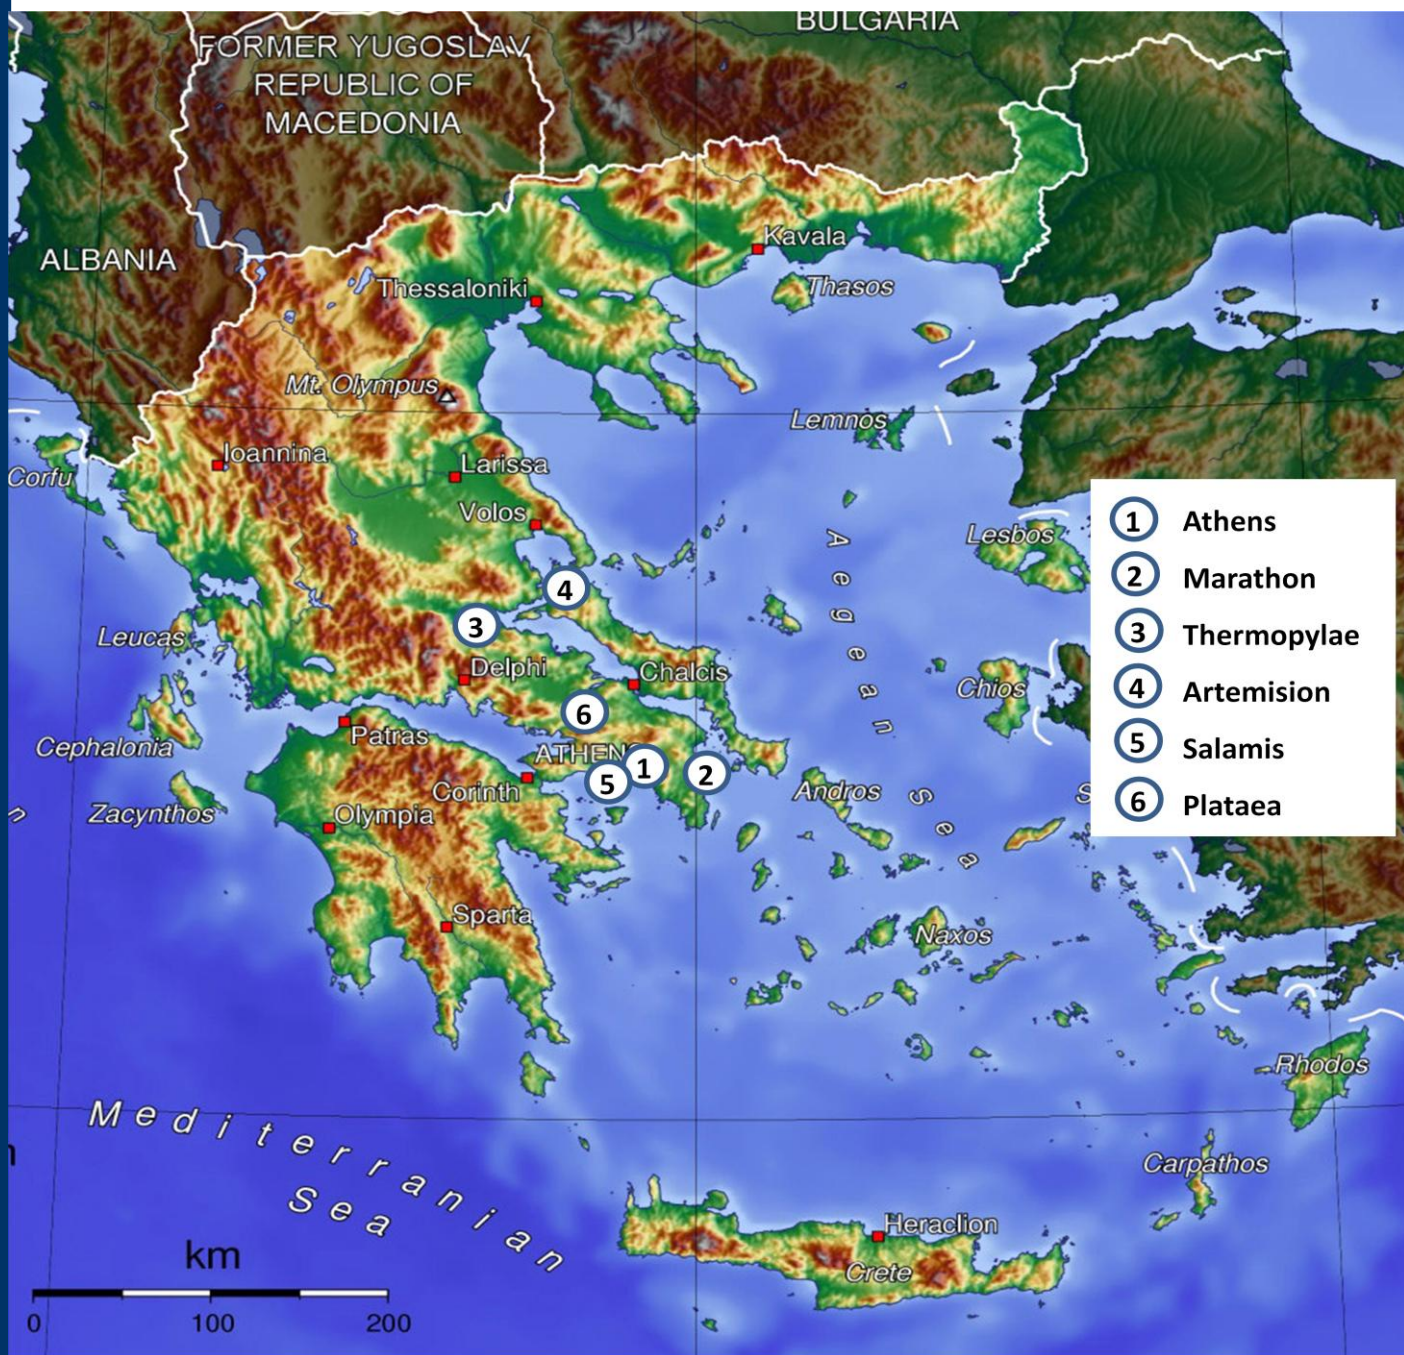 BULGARIA
FORMER YUGOSLAV
REPUBLIC OF
MACEDONIA
ALBANIA
Kavala
Thasos
Thessaloniki
Mt. Olympus
Lemnos
Ioannina
Larissa
Corfu
Volos
Lesbos
Aegean Sea
4
3
Leucas
Delphi
Chalcis
Chios
6
Cephalonia
Patras
ATHENS
1
2
5
Corinth
Andros
S
Zacynthos
n
Olympia
Sparta
Naxos
Rhodos
Mediterranian
Sea
Carpathos
Heraclion
Crete
km
0 100 200
1 Athens
2 Marathon
3 Thermopylae
4 Artemision
5 Salamis
6 Plataea